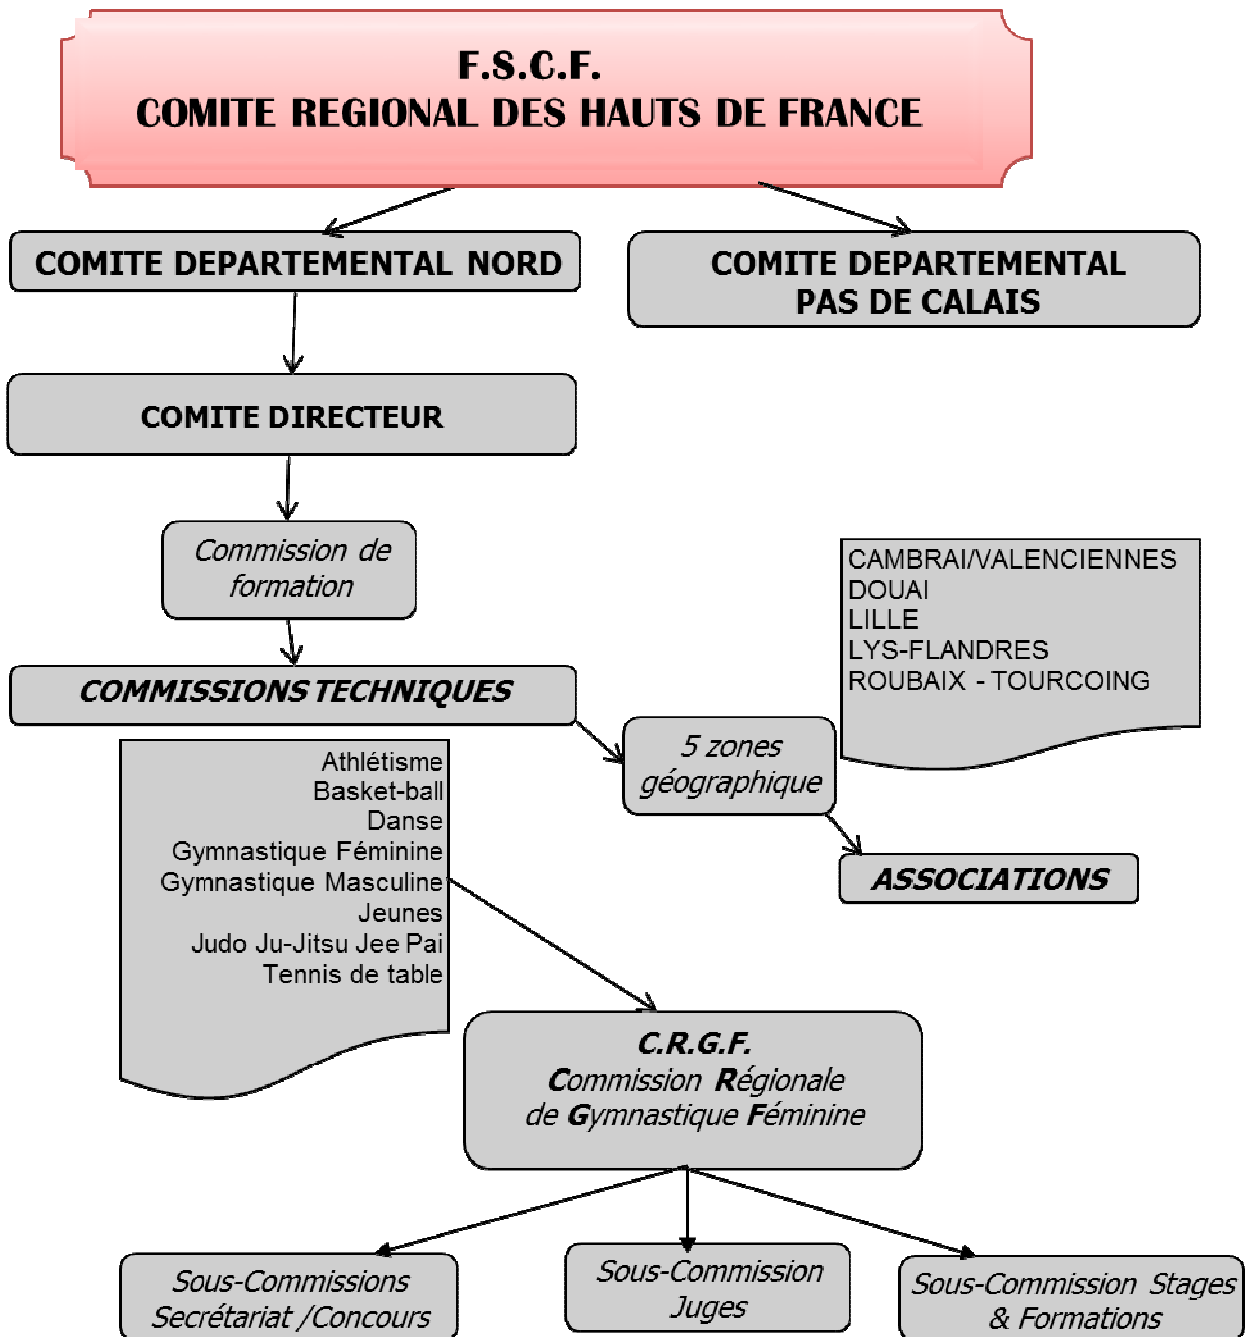 F.S.C.F.
COMITE REGIONAL DES HAUTS DE FRANCE
COMITE DEPARTEMENTAL NORD
COMITE DEPARTEMENTAL
PAS DE CALAIS
COMITE DIRECTEUR
Commission de
formation
CAMBRAI/VALENCIENNES
DOUAI
LILLE
LYS-FLANDRES
ROUBAIX - TOURCOING
COMMISSIONS TECHNIQUES
5 zones
géographique
ASSOCIATIONS
Athlétisme
Basket-ball
Danse
Gymnastique Féminine
Gymnastique Masculine
Jeunes
Judo Ju-Jitsu Jee Pai
Tennis de table
C.R.G.F.
Commission Régionale
de Gymnastique Féminine
Sous-Commissions
Secrétariat /Concours
Sous-Commission
Juges
Sous-Commission Stages
& Formations